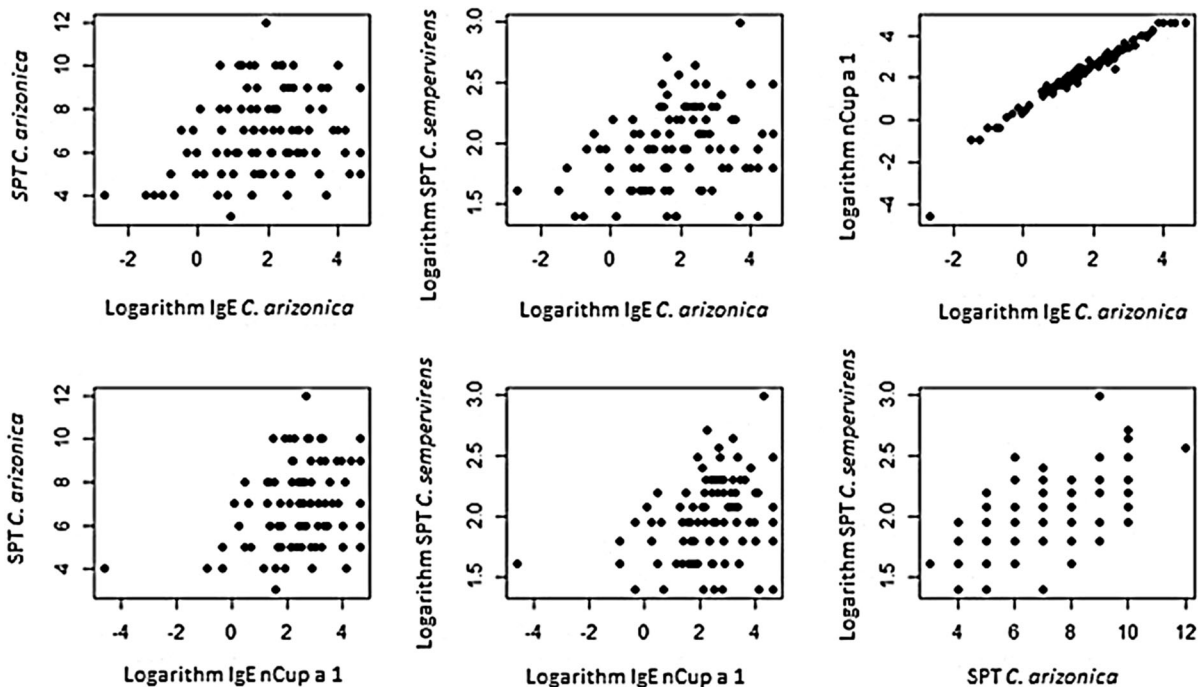 SPT C. arizonica
12
10
8
6
4
-2 0 2 4
Logarithm IgE C. arizonica
Logarithm SPT C. sempervirens
3.0
2.5
2.0
1.5
-2 0 2 4
Logarithm IgE C. arizonica
Logarithm nCup a 1
4
2
0
-2
-4
-2 0 2 4
Logarithm IgE C. arizonica
SPT C. arizonica
12
10
8
6
4
-4 -2 0 2 4
Logarithm IgE nCup a 1
Logarithm SPT C. sempervirens
3.0
2.5
2.0
1.5
-4 -2 0 2 4
Logarithm IgE nCup a 1
Logarithm SPT C. sempervirens
3.0
2.5
2.0
1.5
4 6 8 10 12
SPT C. arizonica